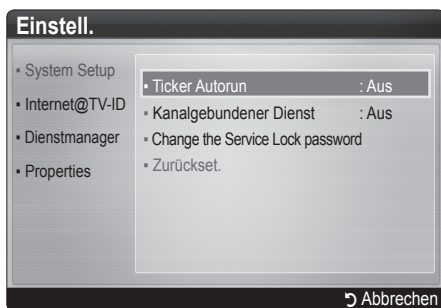 Einstell.
▪ System Setup
▪ Internet@TV-ID
▪ Dienstmanager
▪ Properties
▪ Ticker Autorun : Aus
▪ Kanalgebundener Dienst : Aus
▪ Change the Service Lock password
▪ Zurückset.
Abbrechen